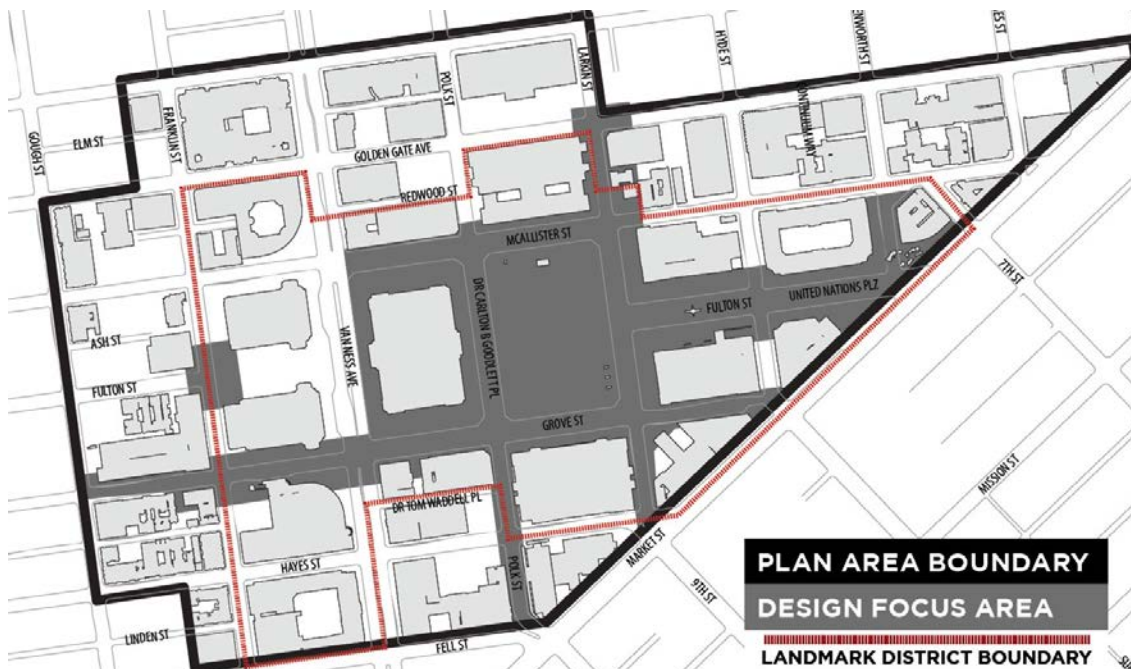 HYDE ST
LARKIN ST
POLK ST
FRANKLIN ST
GOUGH ST
ELM ST
GOLDEN GATE AVE
REDWOOD ST
MCALLISTER ST
DR CARLTON B GOODLETT PL
VAN NESS AVE
FULTON ST
UNITED NATIONS PLZ
7TH ST
ASH ST
FULTON ST
GROVE ST
DR TOM WADDELL PL
HAYES ST
POLK ST
MARKET ST
MISSION ST
9TH ST
LINDEN ST
FELL ST
PLAN AREA BOUNDARY
DESIGN FOCUS AREA
LANDMARK DISTRICT BOUNDARY